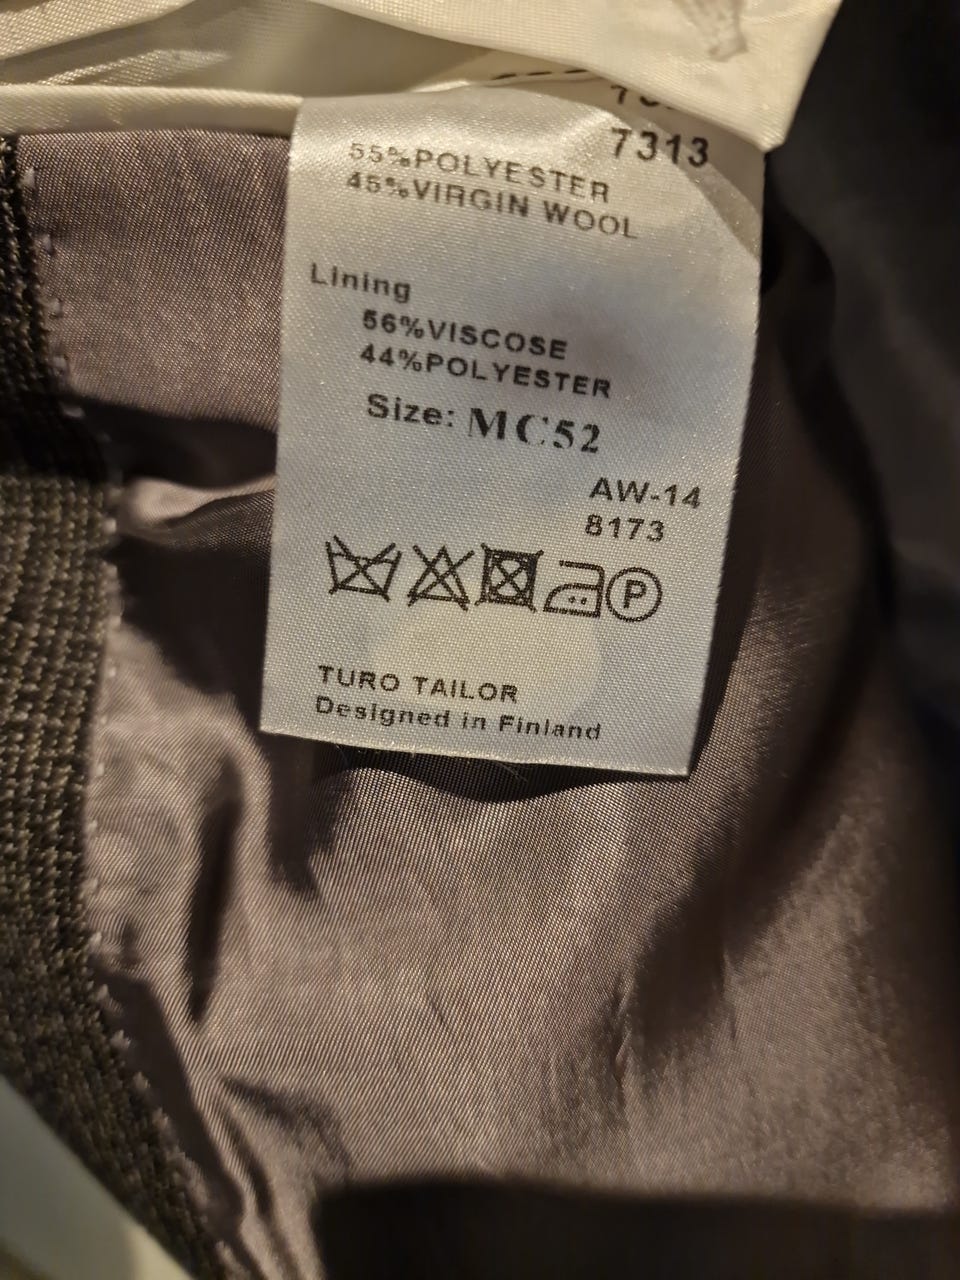 7313
55%POLYESTER
45%VIRGIN WOOL
Lining
56%VISCOSE
44%POLYESTER
Size: MC52
AW-14
8173
P
TURO TAILOR
Designed in Finland